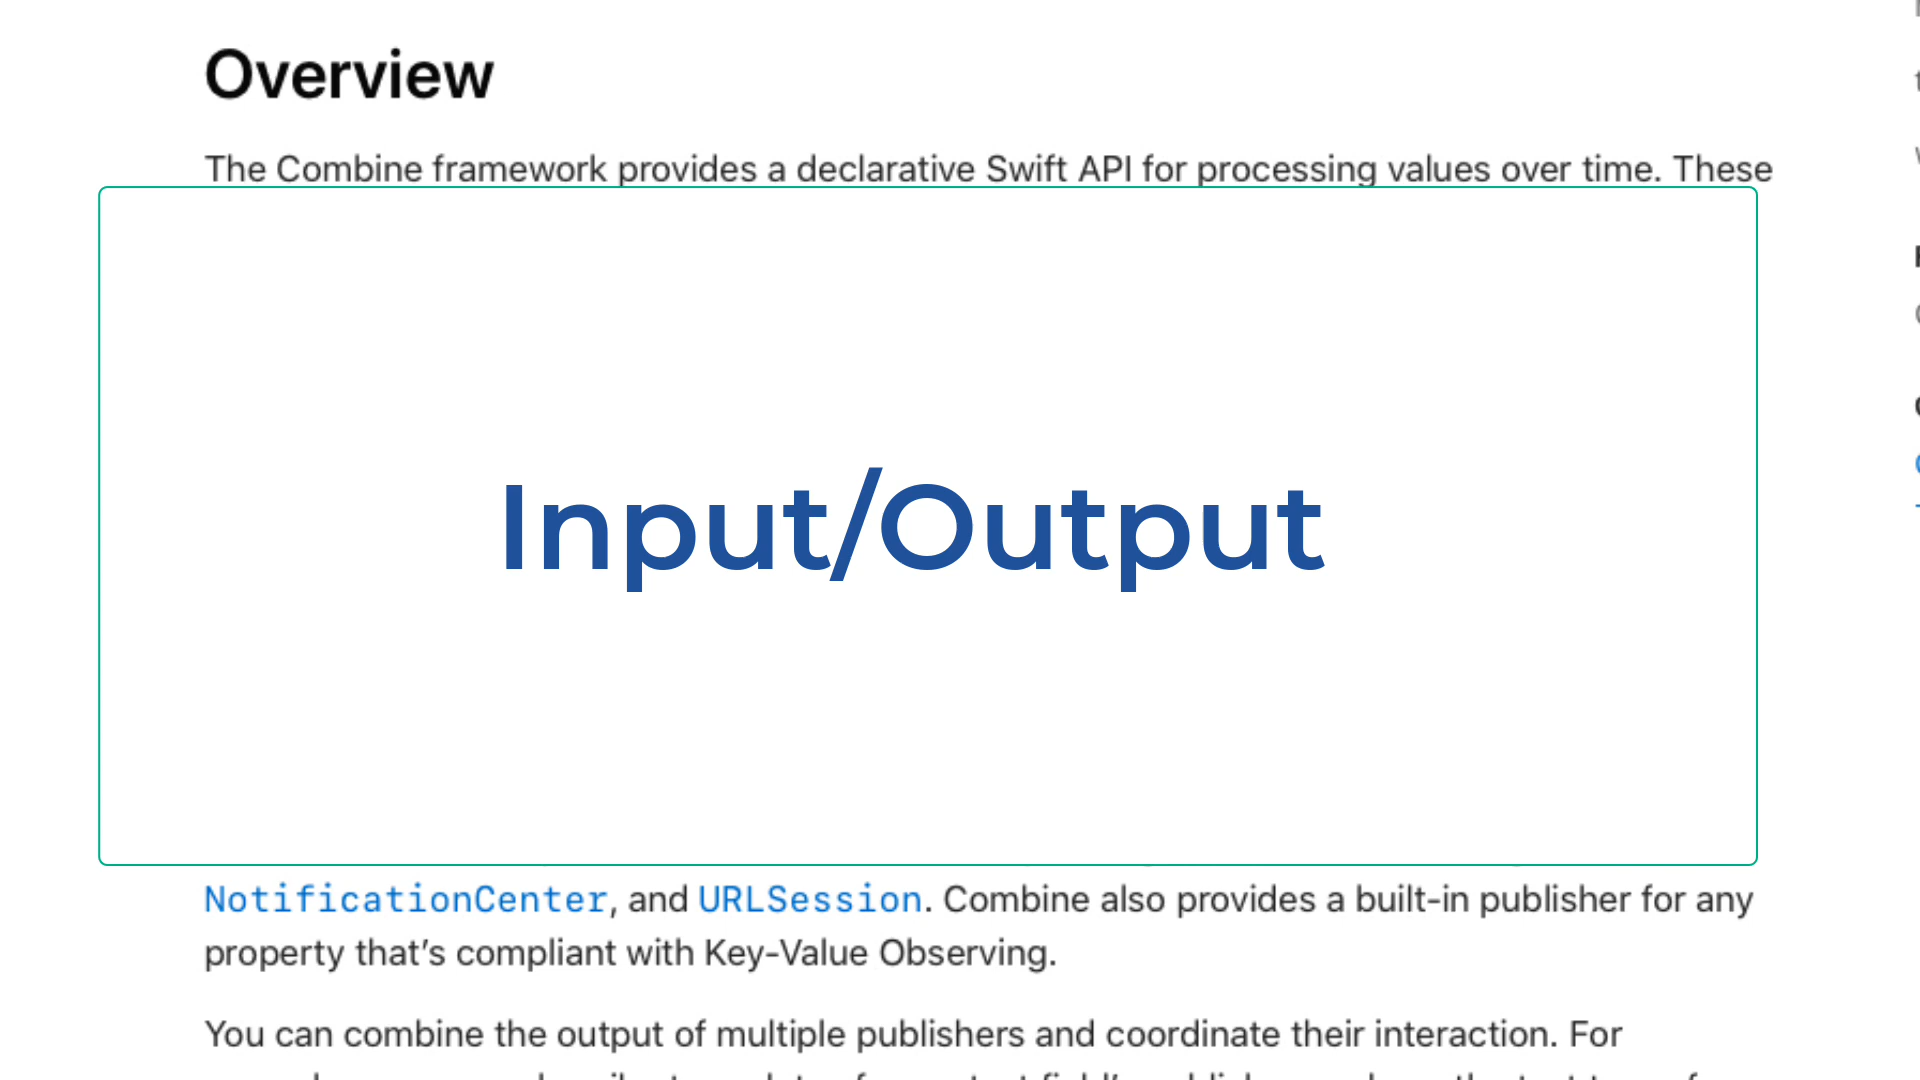 Overview
The Combine framework provides a declarative Swift API for processing values over time. These
Input/Output
NotificationCenter, and URLSession. Combine also provides a built-in publisher for any
property that’s compliant with Key-Value Observing.
You can combine the output of multiple publishers and coordinate their interaction. For